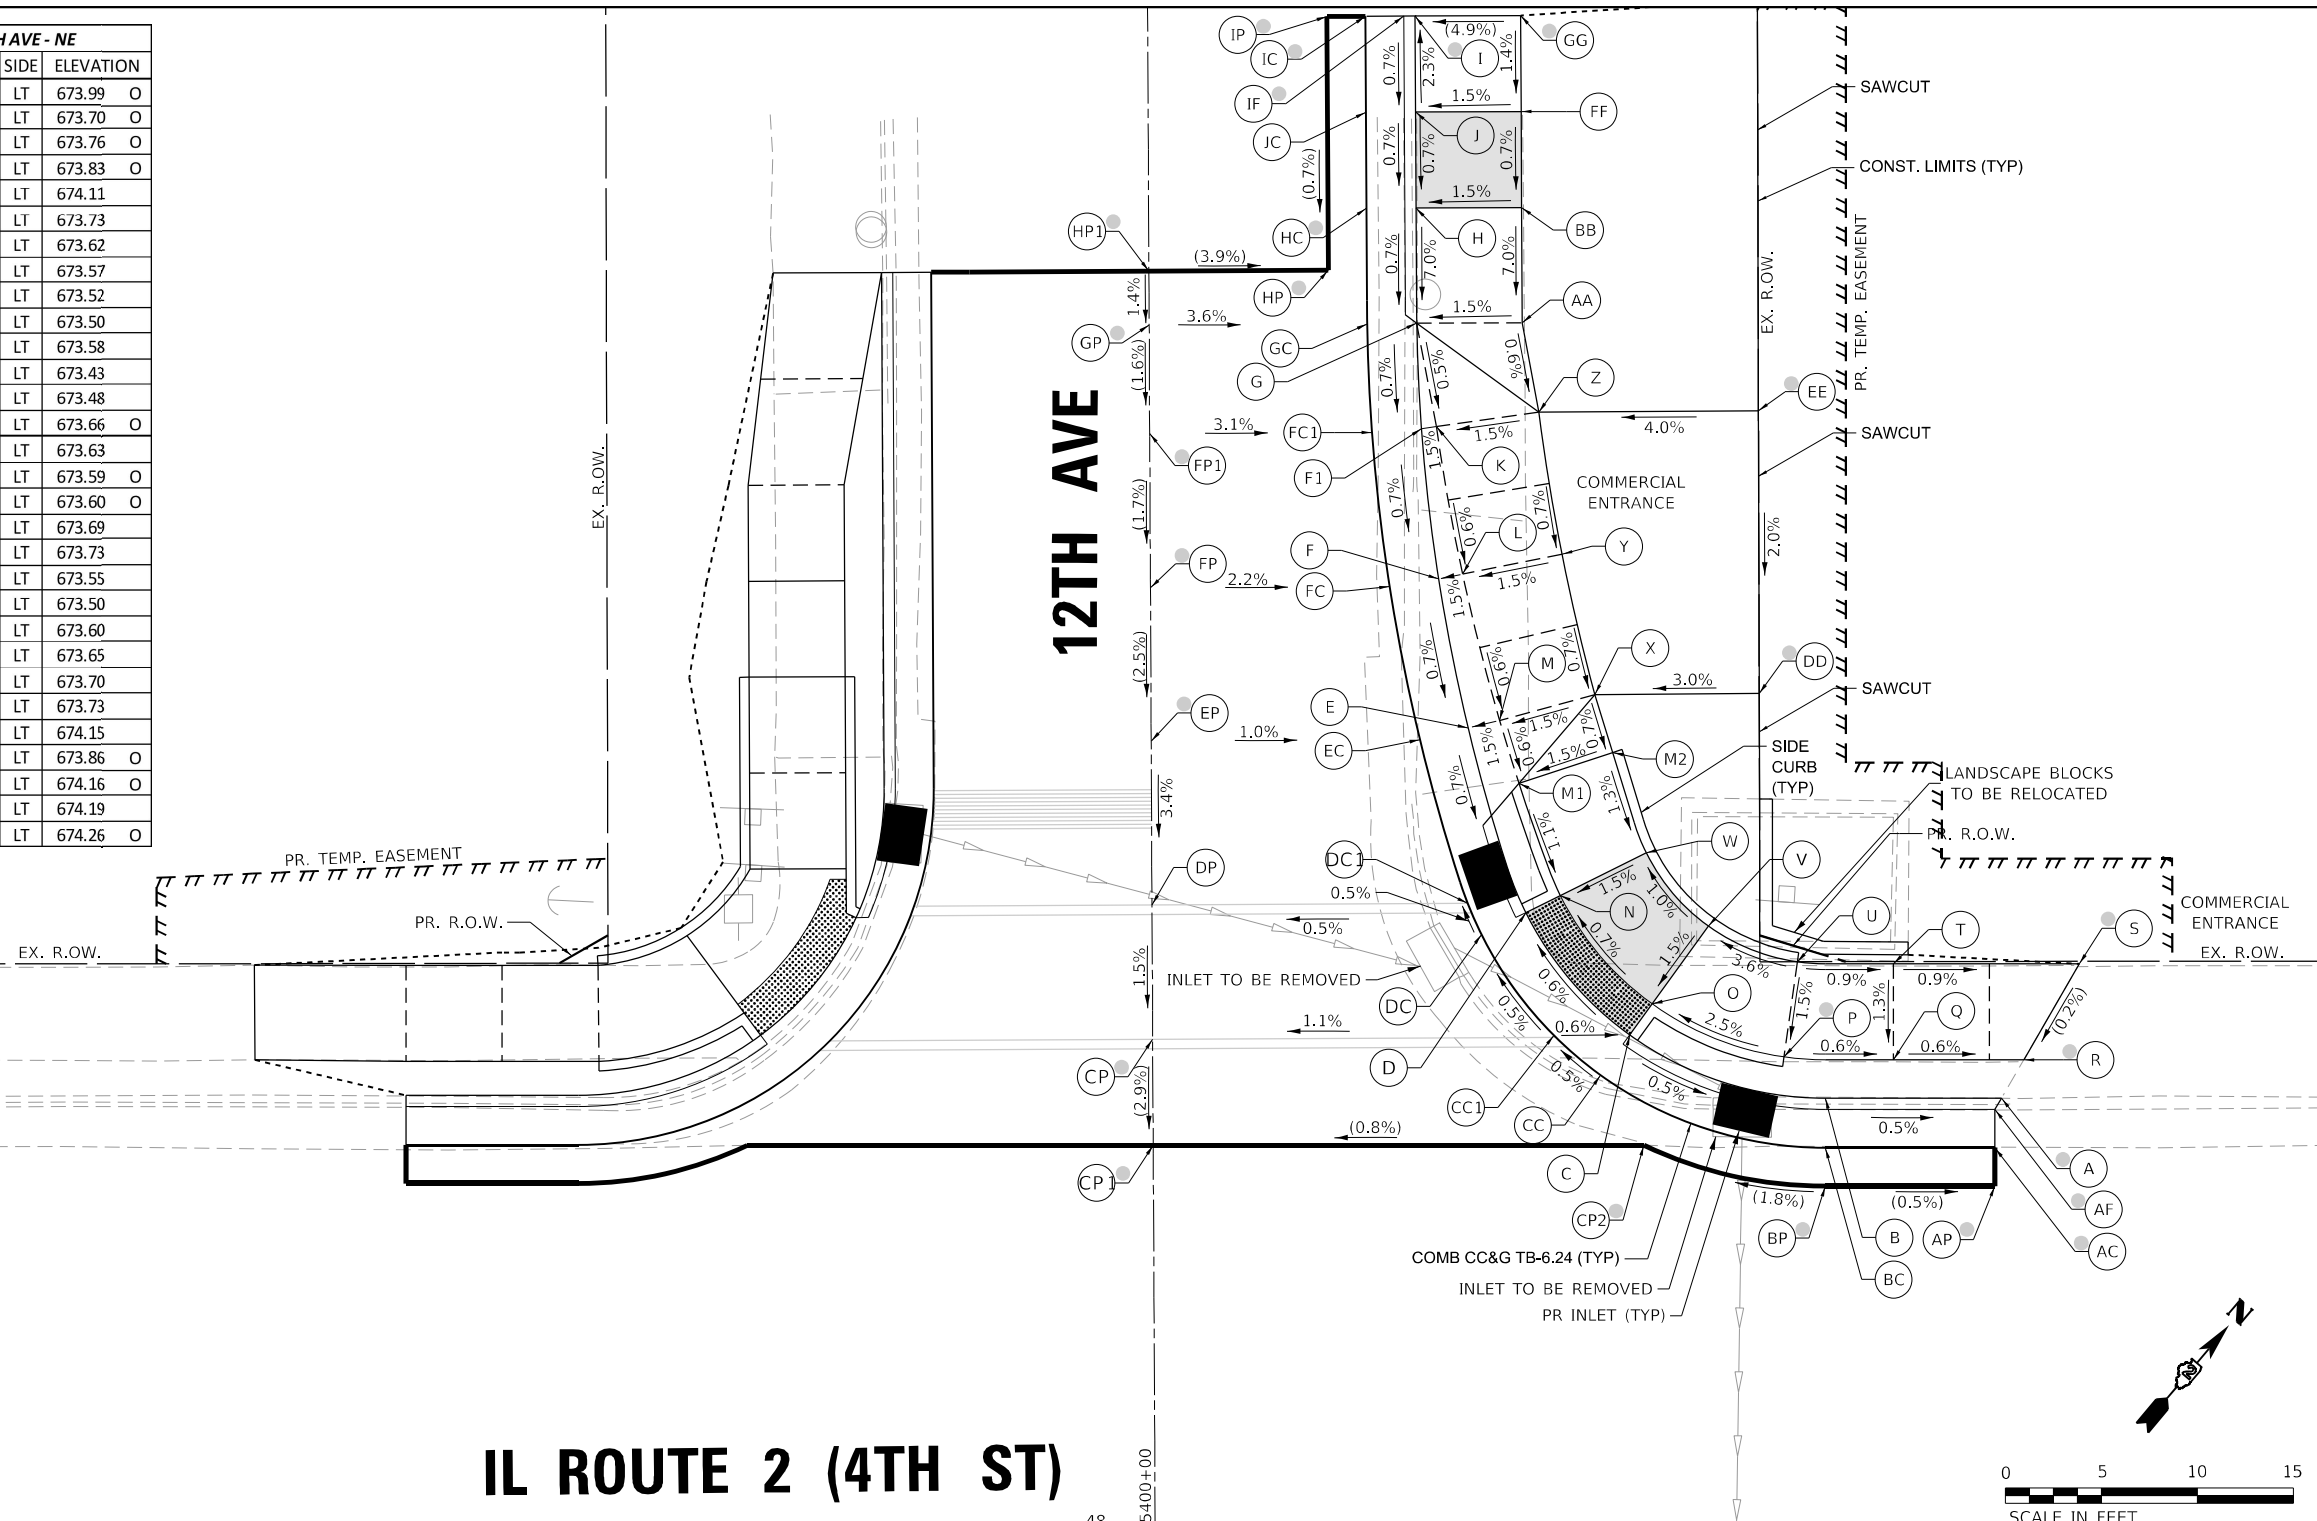 H AVE - NE
SIDE ELEVATION
LT 673.99 O
LT 673.70 O
LT 673.76 O
LT 673.83 O
LT 674.11
LT 673.73
LT 673.62
LT 673.57
LT 673.52
LT 673.50
LT 673.58
LT 673.43
LT 673.48
LT 673.66 O
LT 673.63
LT 673.59 O
LT 673.60 O
LT 673.69
LT 673.73
LT 673.55
LT 673.50
LT 673.60
LT 673.65
LT 673.70
LT 673.73
LT 674.15
LT 673.86 O
LT 674.16 O
LT 674.19
LT 674.26 O
IP
IC
IF
JC
(0.7%)
HP1
HC
(3.9%)
HP
1.4%
3.6%
GP
GC
(1.6%)
G
12TH AVE
3.1%
FC1
FP1
F1
(1.7%)
F
FP
2.2%
FC
(2.5%)
E
EP
1.0%
EC
3.4%
DP
DC1
0.5%
0.5%
1.5%
INLET TO BE REMOVED
DC
1.1%
CP
D
(2.9%)
CC1
CC
(0.8%)
C
CP1
CP2
(4.9%)
I
GG
0.7%
2.3%
1.4%
1.5%
FF
J
0.7%
0.7%
0.7%
1.5%
H
BB
0.7%
7.0%
7.0%
1.5%
AA
0.5%
0.6%
Z
0.7%
EE
4.0%
1.5%
1.5%
K
COMMERCIAL
ENTRANCE
0.7%
0.7%
0.6%
L
Y
1.5%
1.5%
2.0%
0.7%
0.6%
M
0.7%
X
DD
3.0%
1.5%
1.5%
0.6%
0.7%
1.5%
M2
0.7%
M1
1.3%
1.1%
SIDE
CURB
(TYP)
W
V
1.5%
1.0%
N
0.7%
1.5%
U
T
S
3.6%
0.9%
0.9%
O
0.6%
2.5%
1.5%
P
1.3%
Q
(0.2%)
0.5%
0.6%
0.6%
0.6%
R
0.5%
0.5%
0.5%
(1.8%)
(0.5%)
A
AF
BP
B
AP
AC
BC
SAWCUT
CONST. LIMITS (TYP)
EX. R.O.W.
PR. TEMP. EASEMENT
SAWCUT
SAWCUT
LANDSCAPE BLOCKS
TO BE RELOCATED
PR. R.O.W.
COMMERCIAL
ENTRANCE
EX. R.O.W.
EX. R.O.W.
PR. TEMP. EASEMENT
PR. R.O.W.
EX. R.O.W.
COMB CC&G TB-6.24 (TYP)
INLET TO BE REMOVED
PR INLET (TYP)
IL ROUTE 2 (4TH ST)
5400+00
48
N
0 5 10 15
SCALE IN FEET